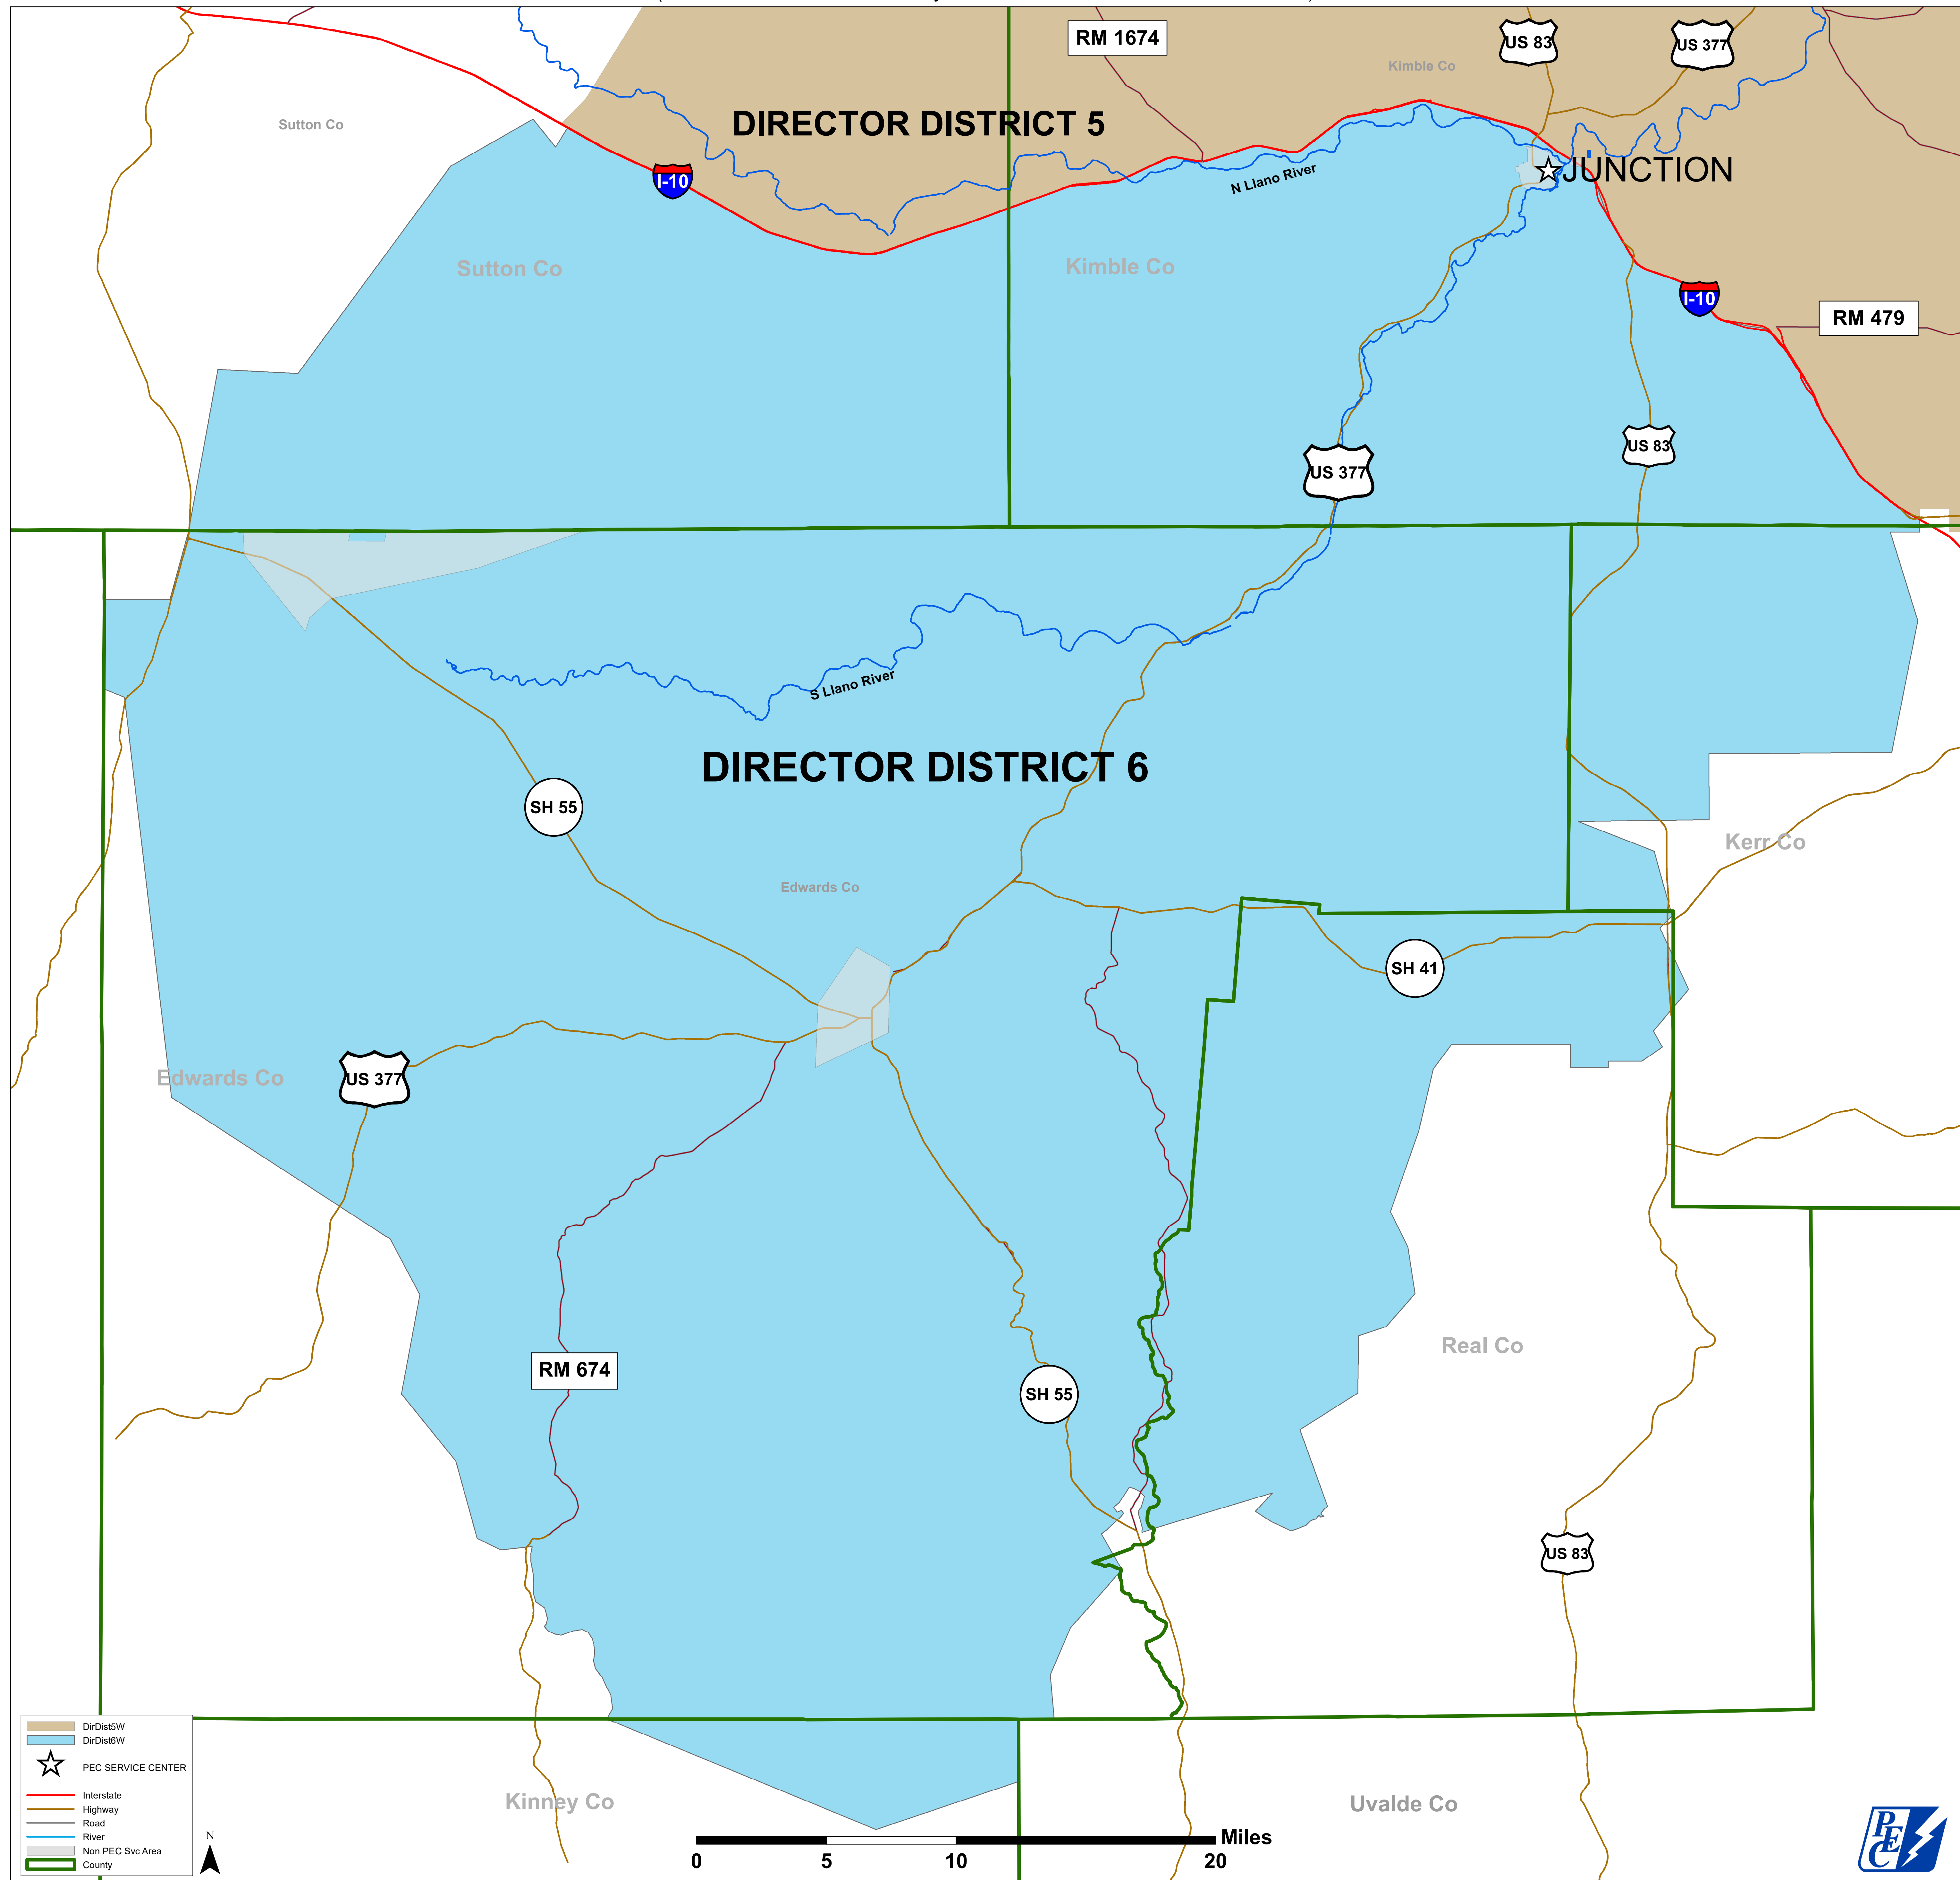 RM 1674
US 83
US 377
Kimble Co
Sutton Co
DIRECTOR DISTRICT 5
I-10
N Llano River
JUNCTION
Sutton Co
Kimble Co
I-10
RM 479
US 83
US 377
S Llano River
DIRECTOR DISTRICT 6
SH 55
Kerr Co
Edwards Co
SH 41
Edwards Co
US 377
Real Co
RM 674
SH 55
US 83
DirDist5W
DirDist6W
PEC SERVICE CENTER
Interstate
Highway
Road
River
Non PEC Svc Area
County
N
Kinney Co
Uvalde Co
Miles
0 5 10 20
PEC